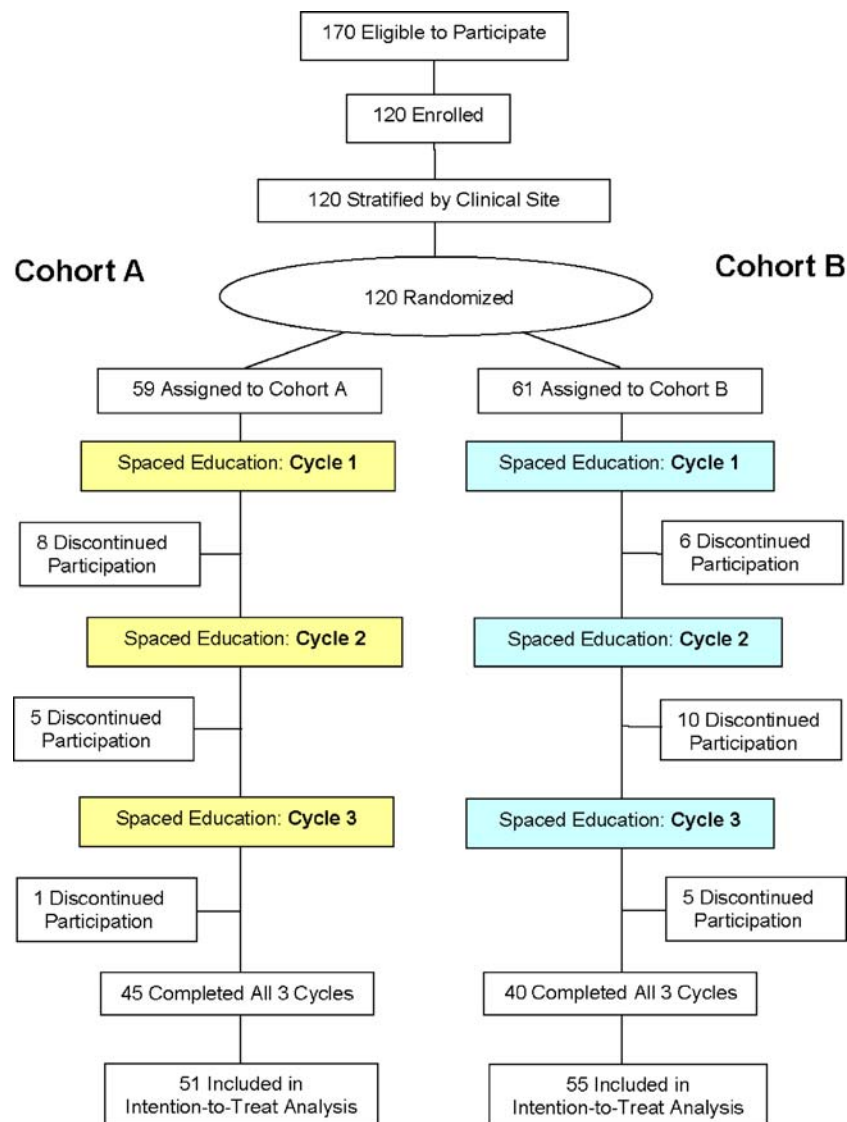 170 Eligible to Participate
120 Enrolled
120 Stratified by Clinical Site
Cohort A
Cohort B
120 Randomized
59 Assigned to Cohort A
61 Assigned to Cohort B
Spaced Education: Cycle 1
Spaced Education: Cycle 1
8 Discontinued
Participation
6 Discontinued
Participation
Spaced Education: Cycle 2
Spaced Education: Cycle 2
5 Discontinued
Participation
10 Discontinued
Participation
Spaced Education: Cycle 3
Spaced Education: Cycle 3
1 Discontinued
Participation
5 Discontinued
Participation
45 Completed All 3 Cycles
40 Completed All 3 Cycles
51 Included in
Intention-to-Treat Analysis
55 Included in
Intention-to-Treat Analysis